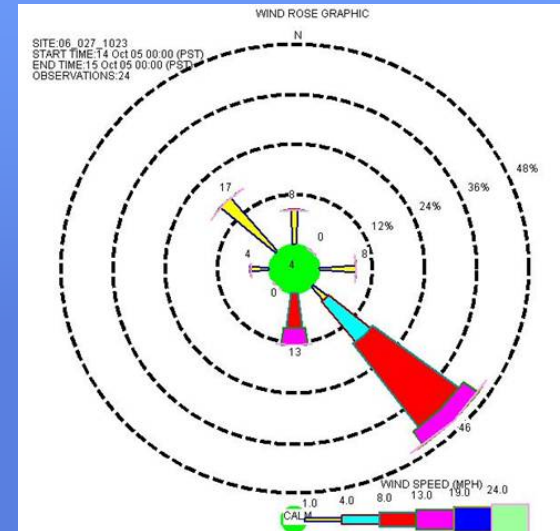 WIND ROSE GRAPHIC
N
SITE:06_027_1023
START TIME:14 Oct 05 00:00 (PST)
END TIME:15 Oct 05 00:00 (PST)
OBSERVATIONS:24
48%
36%
24%
12%
17
8
0
4
4
8
0
13
46
WIND SPEED (MPH)
CALM
1.0
4.0
8.0
13.0
19.0
24.0